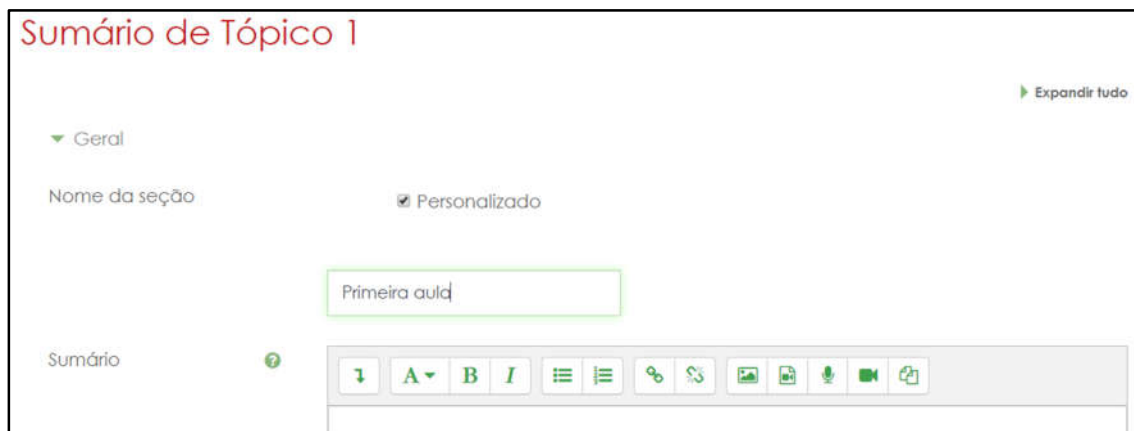 Sumário de Tópico 1
Expandir tudo
Geral
Nome da seção
Personalizado
Primeira aula
Sumário
A B I